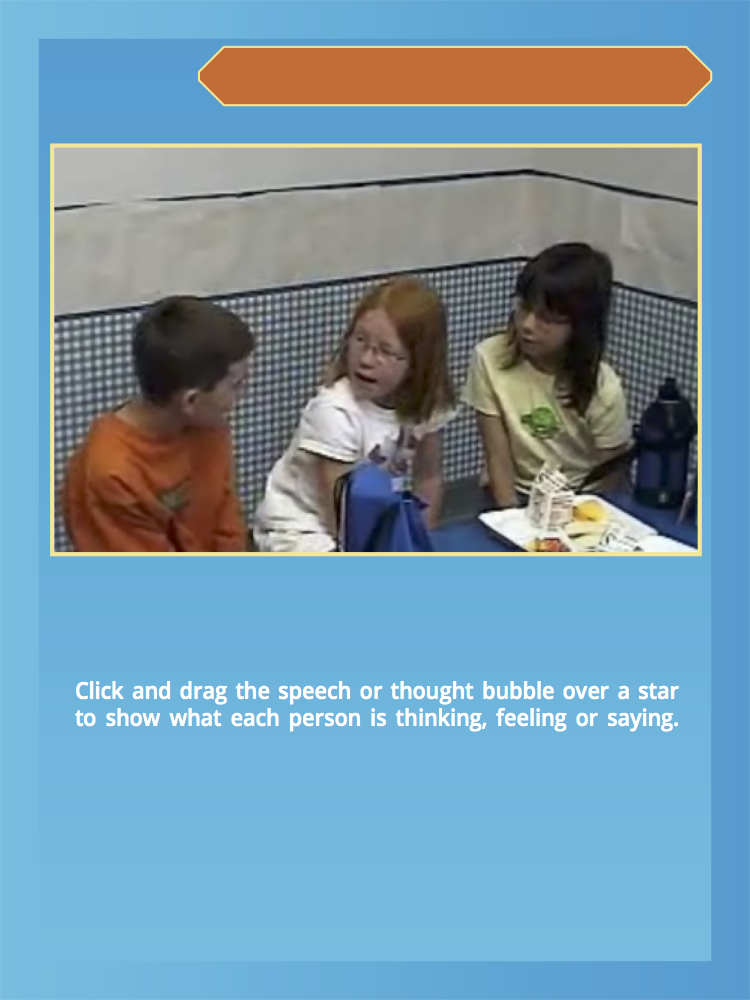 Click and drag the speech or thought bubble over a star
to show what each person is thinking, feeling or saying.